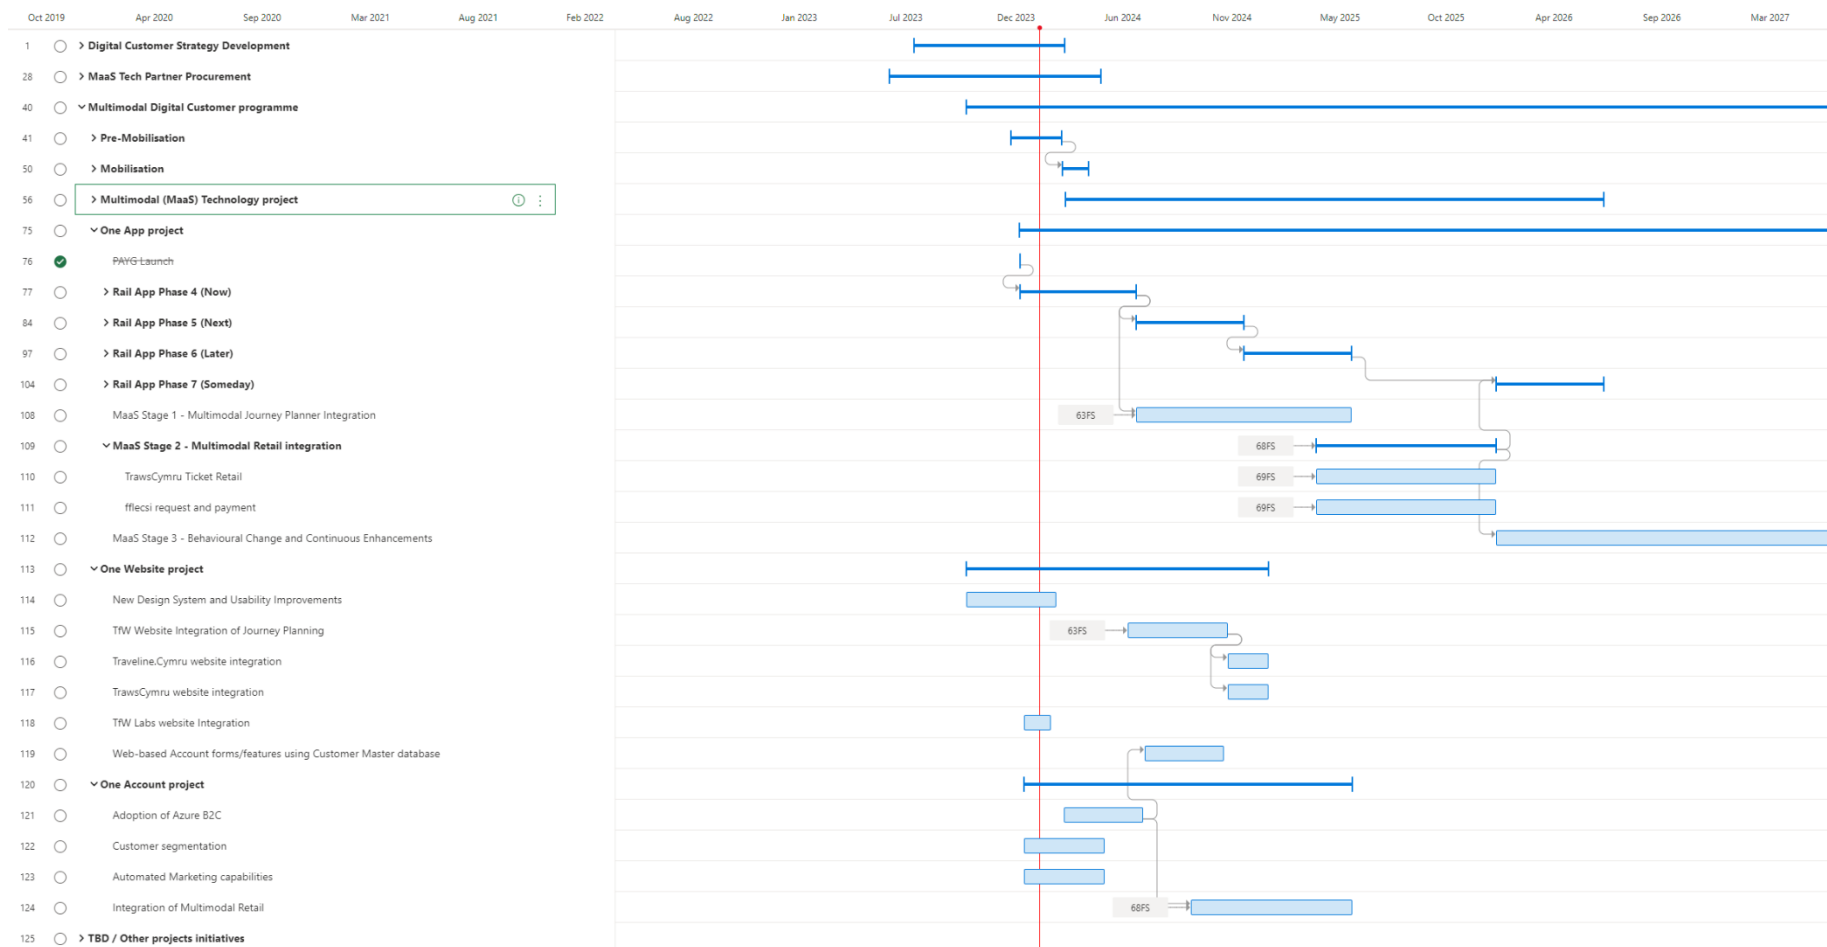 Oct 2019 Apr 2020 Sep 2020 Mar 2021 Aug 2021 Feb 2022 Aug 2022 Jan 2023 Jul 2023 Dec 2023 Jun 2024 Nov 2024 May 2025 Oct 2025 Apr 2026 Sep 2026 Mar 2027
1 Digital Customer Strategy Development
28 MaaS Tech Partner Procurement
40 Multimodal Digital Customer programme
41 Pre-Mobilisation
50 Mobilisation
56 Multimodal (MaaS) Technology project
75 One App project
76 PAYG Launch
77 Rail App Phase 4 (Now)
84 Rail App Phase 5 (Next)
97 Rail App Phase 6 (Later)
104 Rail App Phase 7 (Someday)
108 MaaS Stage 1 - Multimodal Journey Planner Integration 63FS
109 MaaS Stage 2 - Multimodal Retail integration 68FS
110 TrawsCymru Ticket Retail 69FS
111 fflecsi request and payment 69FS
112 MaaS Stage 3 - Behavioural Change and Continuous Enhancements
113 One Website project
114 New Design System and Usability Improvements
115 TfW Website Integration of Journey Planning 63FS
116 Traveline.Cymru website integration
117 TrawsCymru website integration
118 TfW Labs website Integration
119 Web-based Account forms/features using Customer Master database
120 One Account project
121 Adoption of Azure B2C
122 Customer segmentation
123 Automated Marketing capabilities
124 Integration of Multimodal Retail 68FS
125 TBD / Other projects initiatives